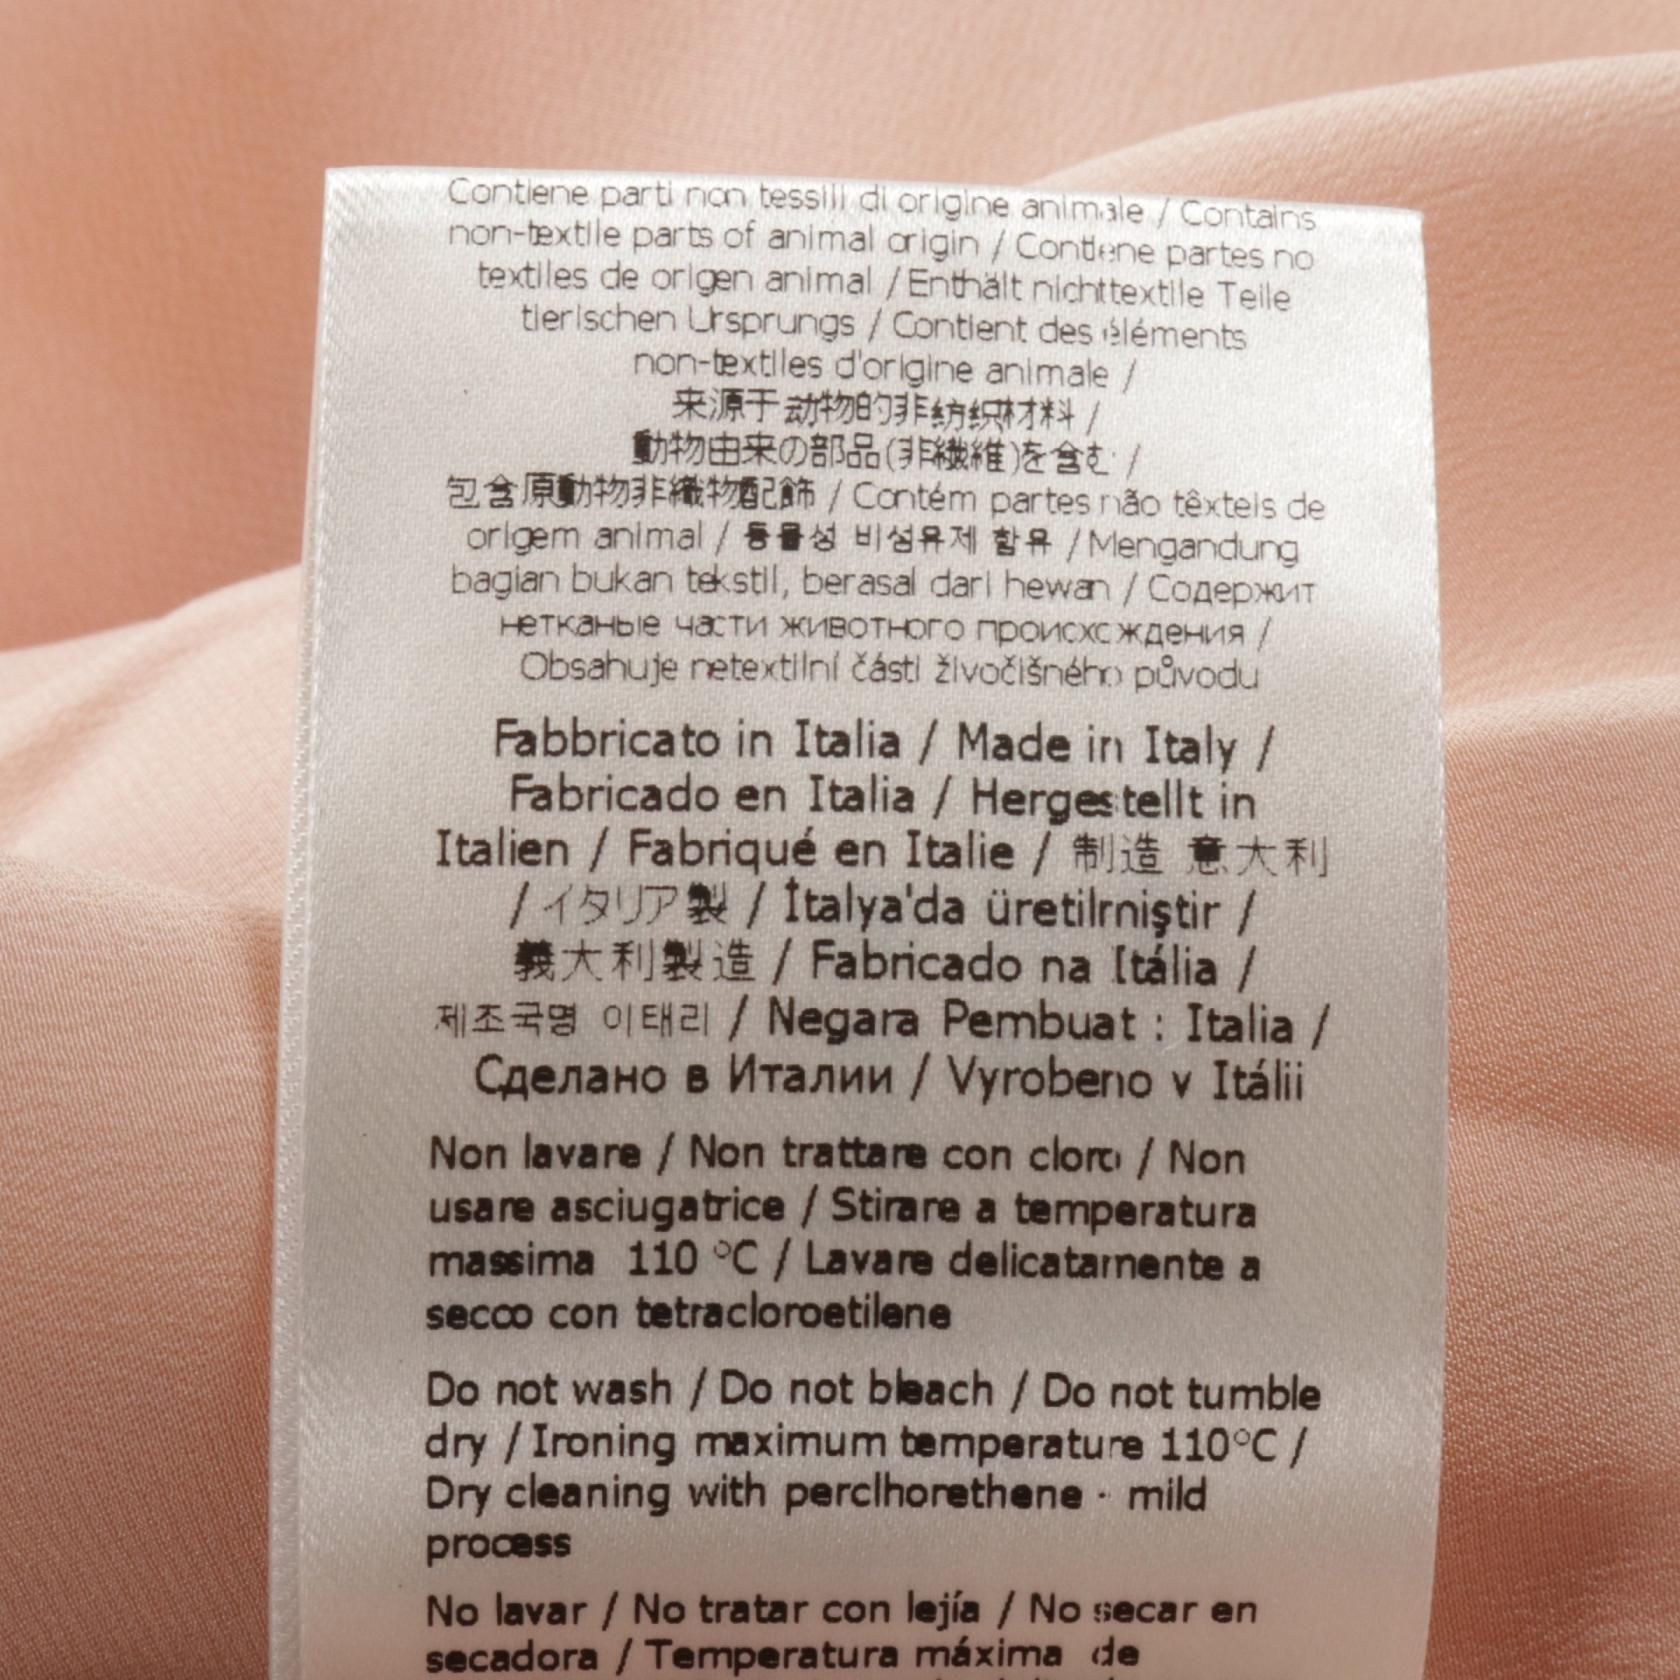 Contiene parti non tessili di origine animale / Contains
non-textile parts of animal origin / Contiene partes no
textiles de origen animal / Enthält nichttextile Teile
tierischen Ursprungs / Contient des éléments
non-textiles d'origine animale /
来源于动物的非纺织材料 /
動物由来の部品(非繊維)を含む /
包含原動物非織物配飾 / Contém partes não têxteis de
origem animal / 동물성 비섬유제 함유 / Mengandung
bagian bukan tekstil, berasal dari hewan / Содержит
нетканые части животного происхождения /
Obsahuje netextilní části živočišného původu
Fabbricato in Italia / Made in Italy /
Fabricado en Italia / Hergestellt in
Italien / Fabriqué en Italie / 制造 意大利
/ イタリア製 / İtalya'da üretilmiştir /
義大利製造 / Fabricado na Itália /
제조국명 이태리 / Negara Pembuat : Italia /
Сделано в Италии / Vyrobeno v Itálii
Non lavare / Non trattare con cloro / Non
usare asciugatrice / Stirare a temperatura
massima 110 °C / Lavare delicatamente a
secco con tetracloroetilene
Do not wash / Do not bleach / Do not tumble
dry / Ironing maximum temperature 110°C /
Dry cleaning with perclhorethene - mild
process
No lavar / No tratar con lejía / No secar en
secadora / Temperatura máxima de